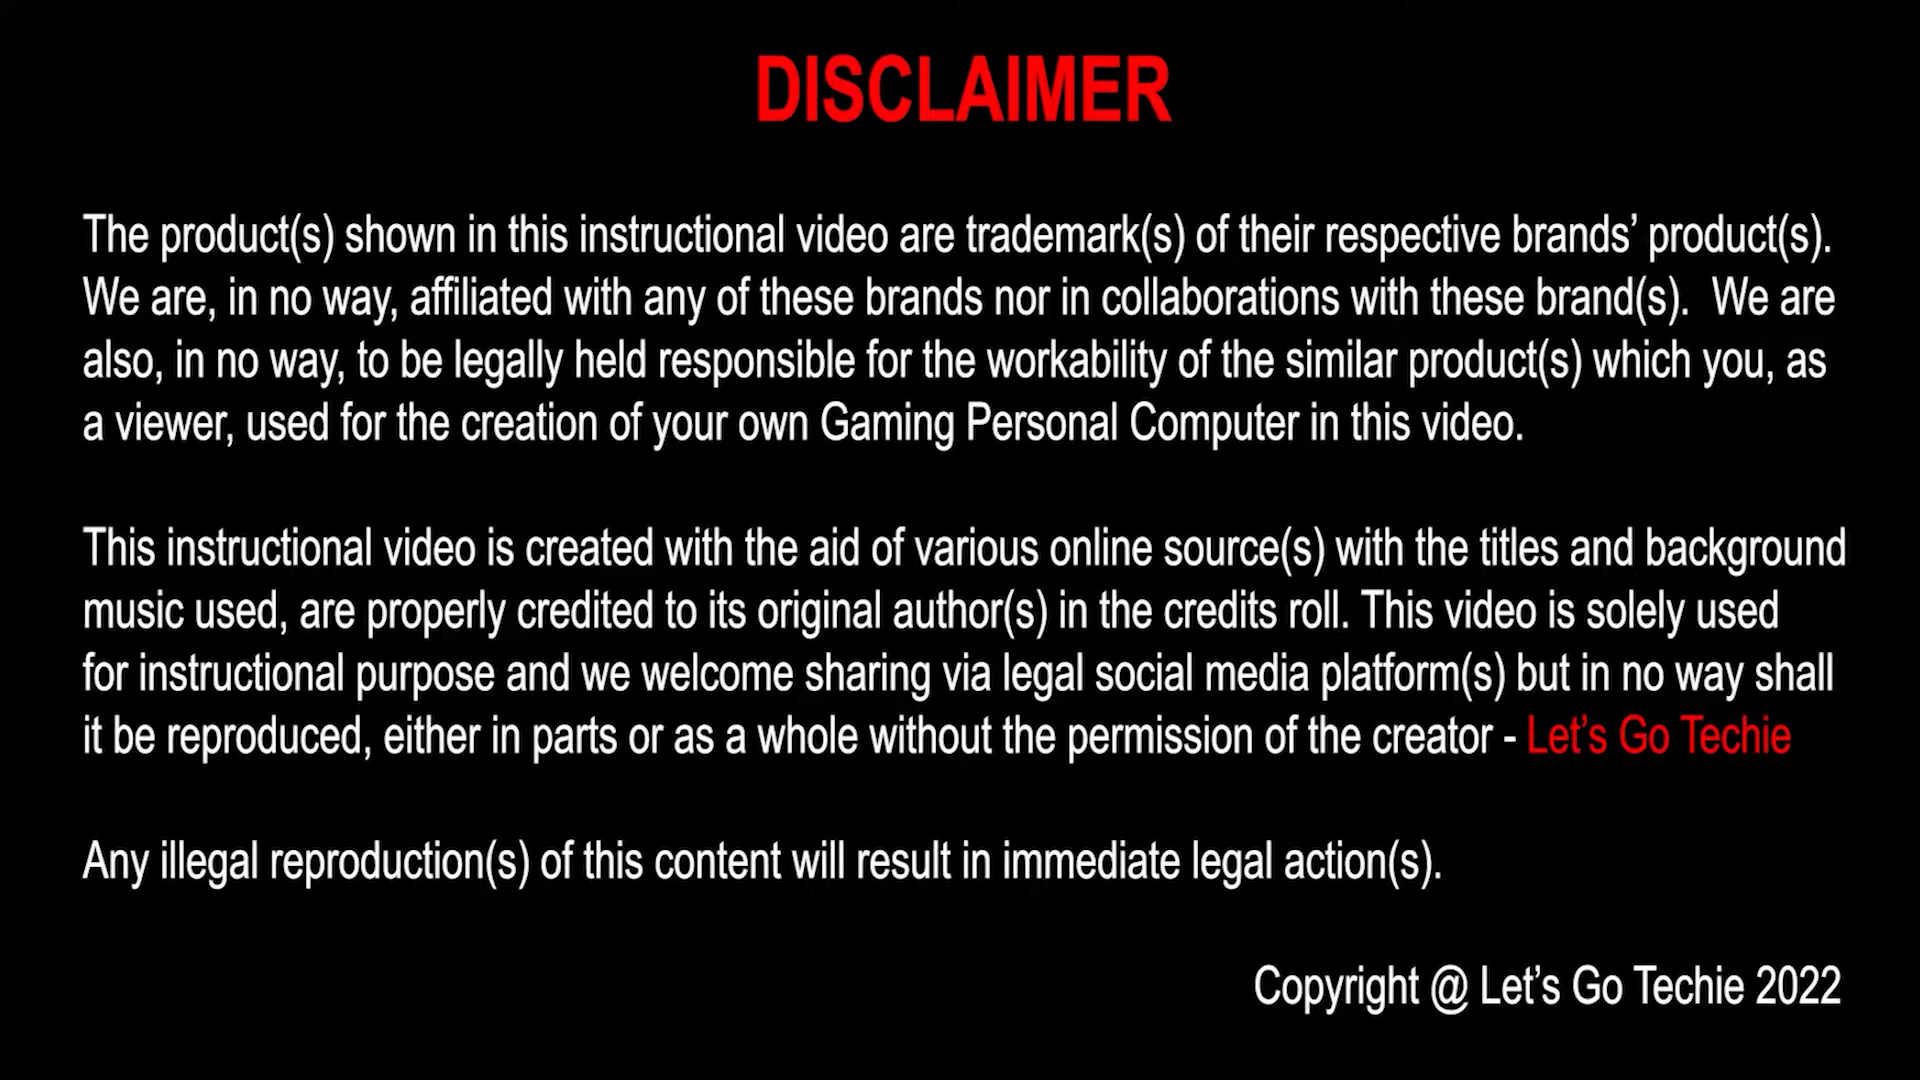 DISCLAIMER
The product(s) shown in this instructional video are trademark(s) of their respective brands’ product(s).
We are, in no way, affiliated with any of these brands nor in collaborations with these brand(s).  We are
also, in no way, to be legally held responsible for the workability of the similar product(s) which you, as
a viewer, used for the creation of your own Gaming Personal Computer in this video.
This instructional video is created with the aid of various online source(s) with the titles and background
music used, are properly credited to its original author(s) in the credits roll. This video is solely used
for instructional purpose and we welcome sharing via legal social media platform(s) but in no way shall
it be reproduced, either in parts or as a whole without the permission of the creator - Let’s Go Techie
Any illegal reproduction(s) of this content will result in immediate legal action(s).
Copyright @ Let’s Go Techie 2022